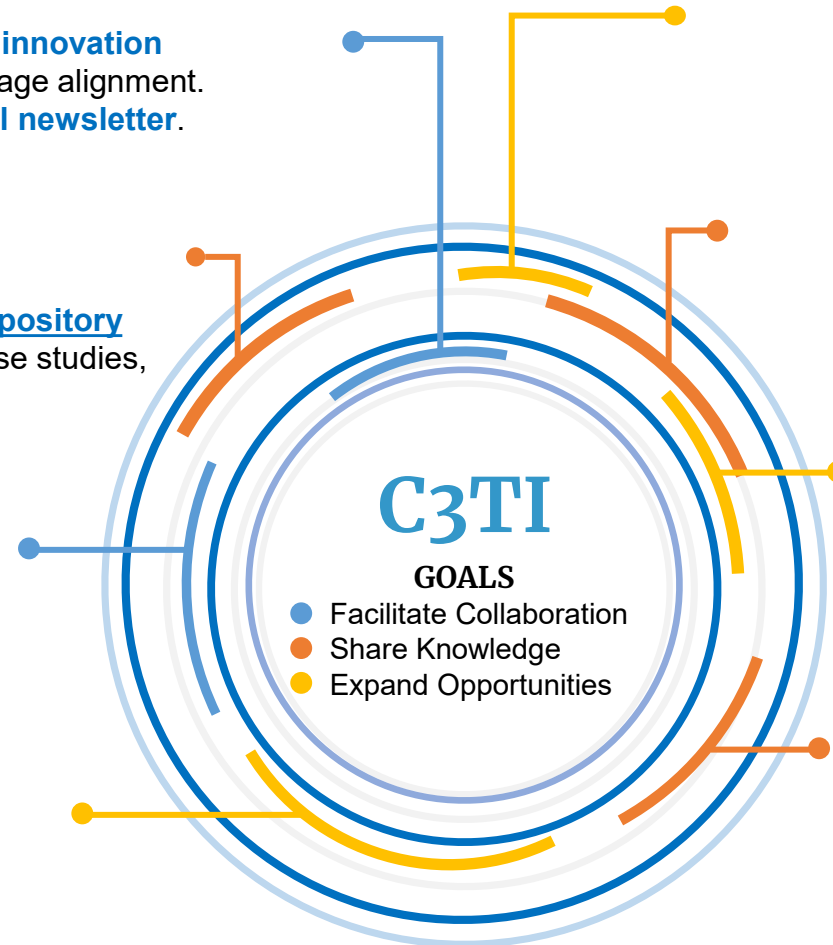 innovation
age alignment.
l newsletter.
pository
se studies,
C3TI
GOALS
Facilitate Collaboration
Share Knowledge
Expand Opportunities